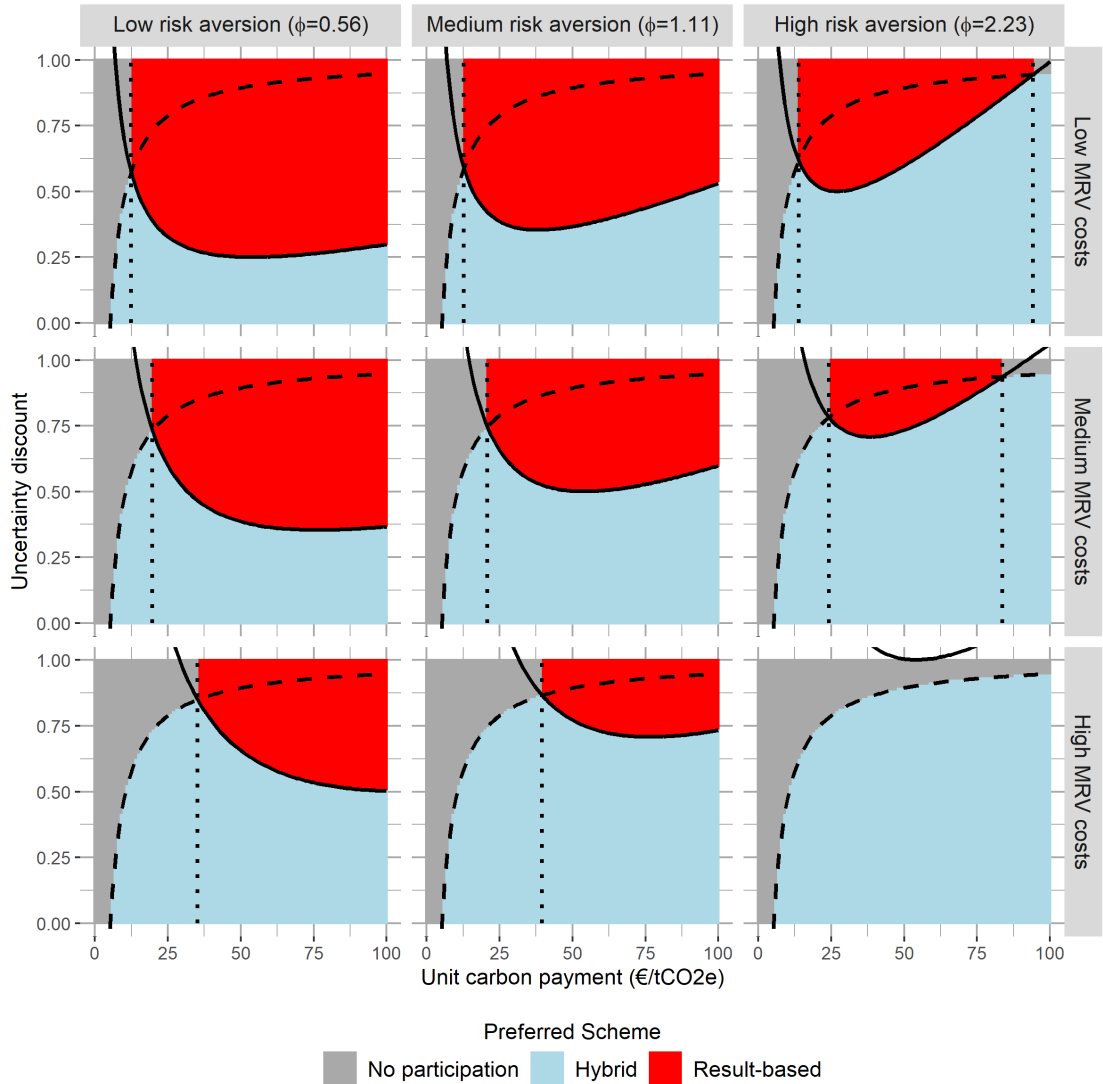 Low risk aversion (ϕ=0.56) Medium risk aversion (ϕ=1.11) High risk aversion (ϕ=2.23)
1.00
0.75
0.50
0.25
0.00
Low MRV costs
1.00
0.75
0.50
0.25
0.00
Medium MRV costs
1.00
0.75
0.50
0.25
0.00
High MRV costs
Uncertainty discount
0 25 50 75 100 0 25 50 75 100 0 25 50 75 100
Unit carbon payment (€/tCO2e)
Preferred Scheme
No participation Hybrid Result-based